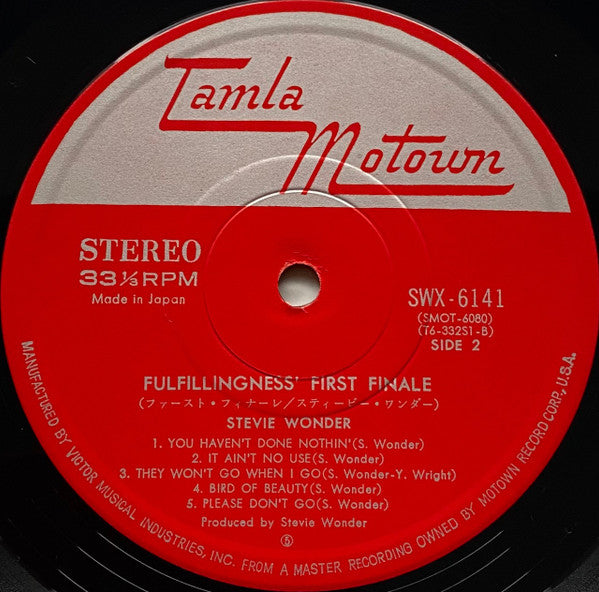 Tamla
Motown
STEREO
33⅓RPM
Made in Japan
SWX-6141
(SMOT-6080)
(T6-332S1-B)
SIDE 2
FULFILLINGNESS' FIRST FINALE
(ファースト・フィナーレ/スティービー・ワンダー)
STEVIE WONDER
1. YOU HAVEN'T DONE NOTHIN'(S. Wonder)
2. IT AIN'T NO USE(S. Wonder)
3. THEY WON'T GO WHEN I GO(S. Wonder-Y. Wright)
4. BIRD OF BEAUTY(S. Wonder)
5. PLEASE DON'T GO(S. Wonder)
Produced by Stevie Wonder
Ⓢ
MANUFACTURED BY VICTOR MUSICAL INDUSTRIES, INC. FROM A MASTER RECORDING OWNED BY MOTOWN RECORD CORP., U.S.A.